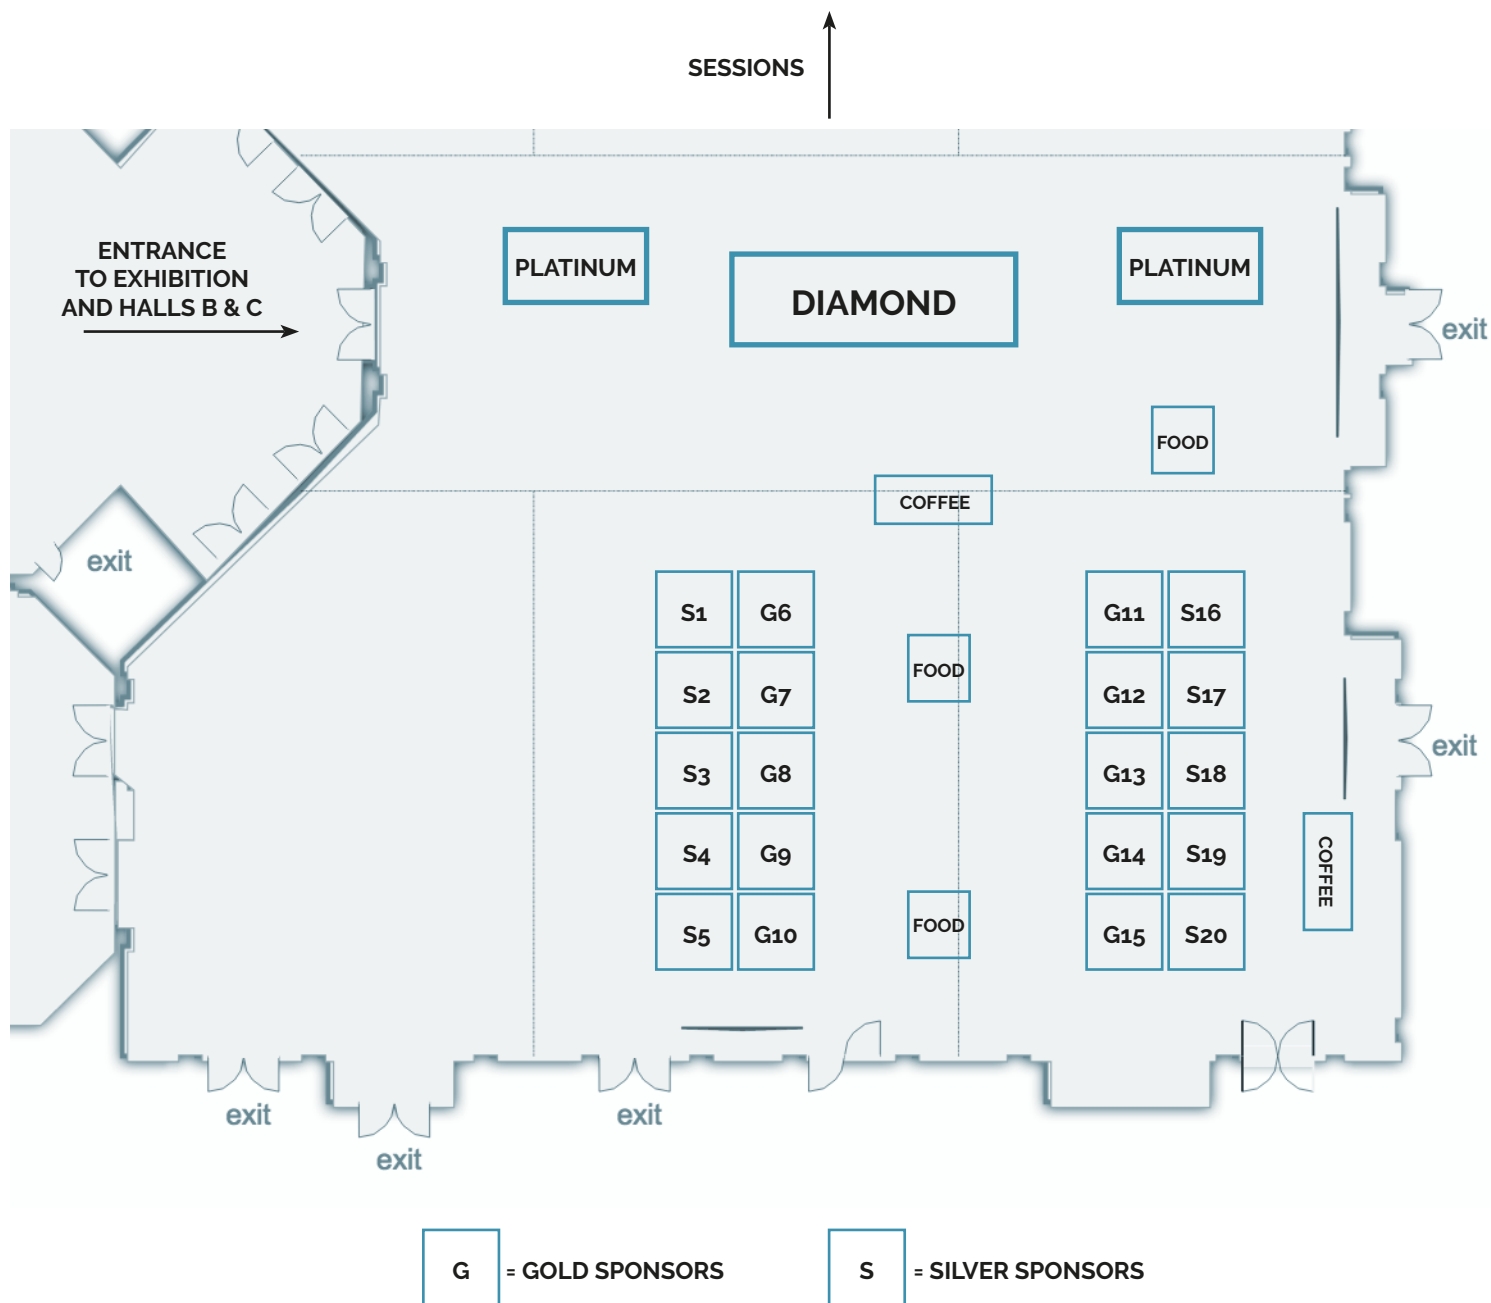 SESSIONS
ENTRANCE
TO EXHIBITION
AND HALLS B & C
PLATINUM
DIAMOND
PLATINUM
exit
FOOD
COFFEE
exit
S1 G6
G11 S16
FOOD
S2 G7
G12 S17
exit
S3 G8
G13 S18
S4 G9
G14 S19
COFFEE
FOOD
S5 G10
G15 S20
exit
exit
exit
G = GOLD SPONSORS
S = SILVER SPONSORS